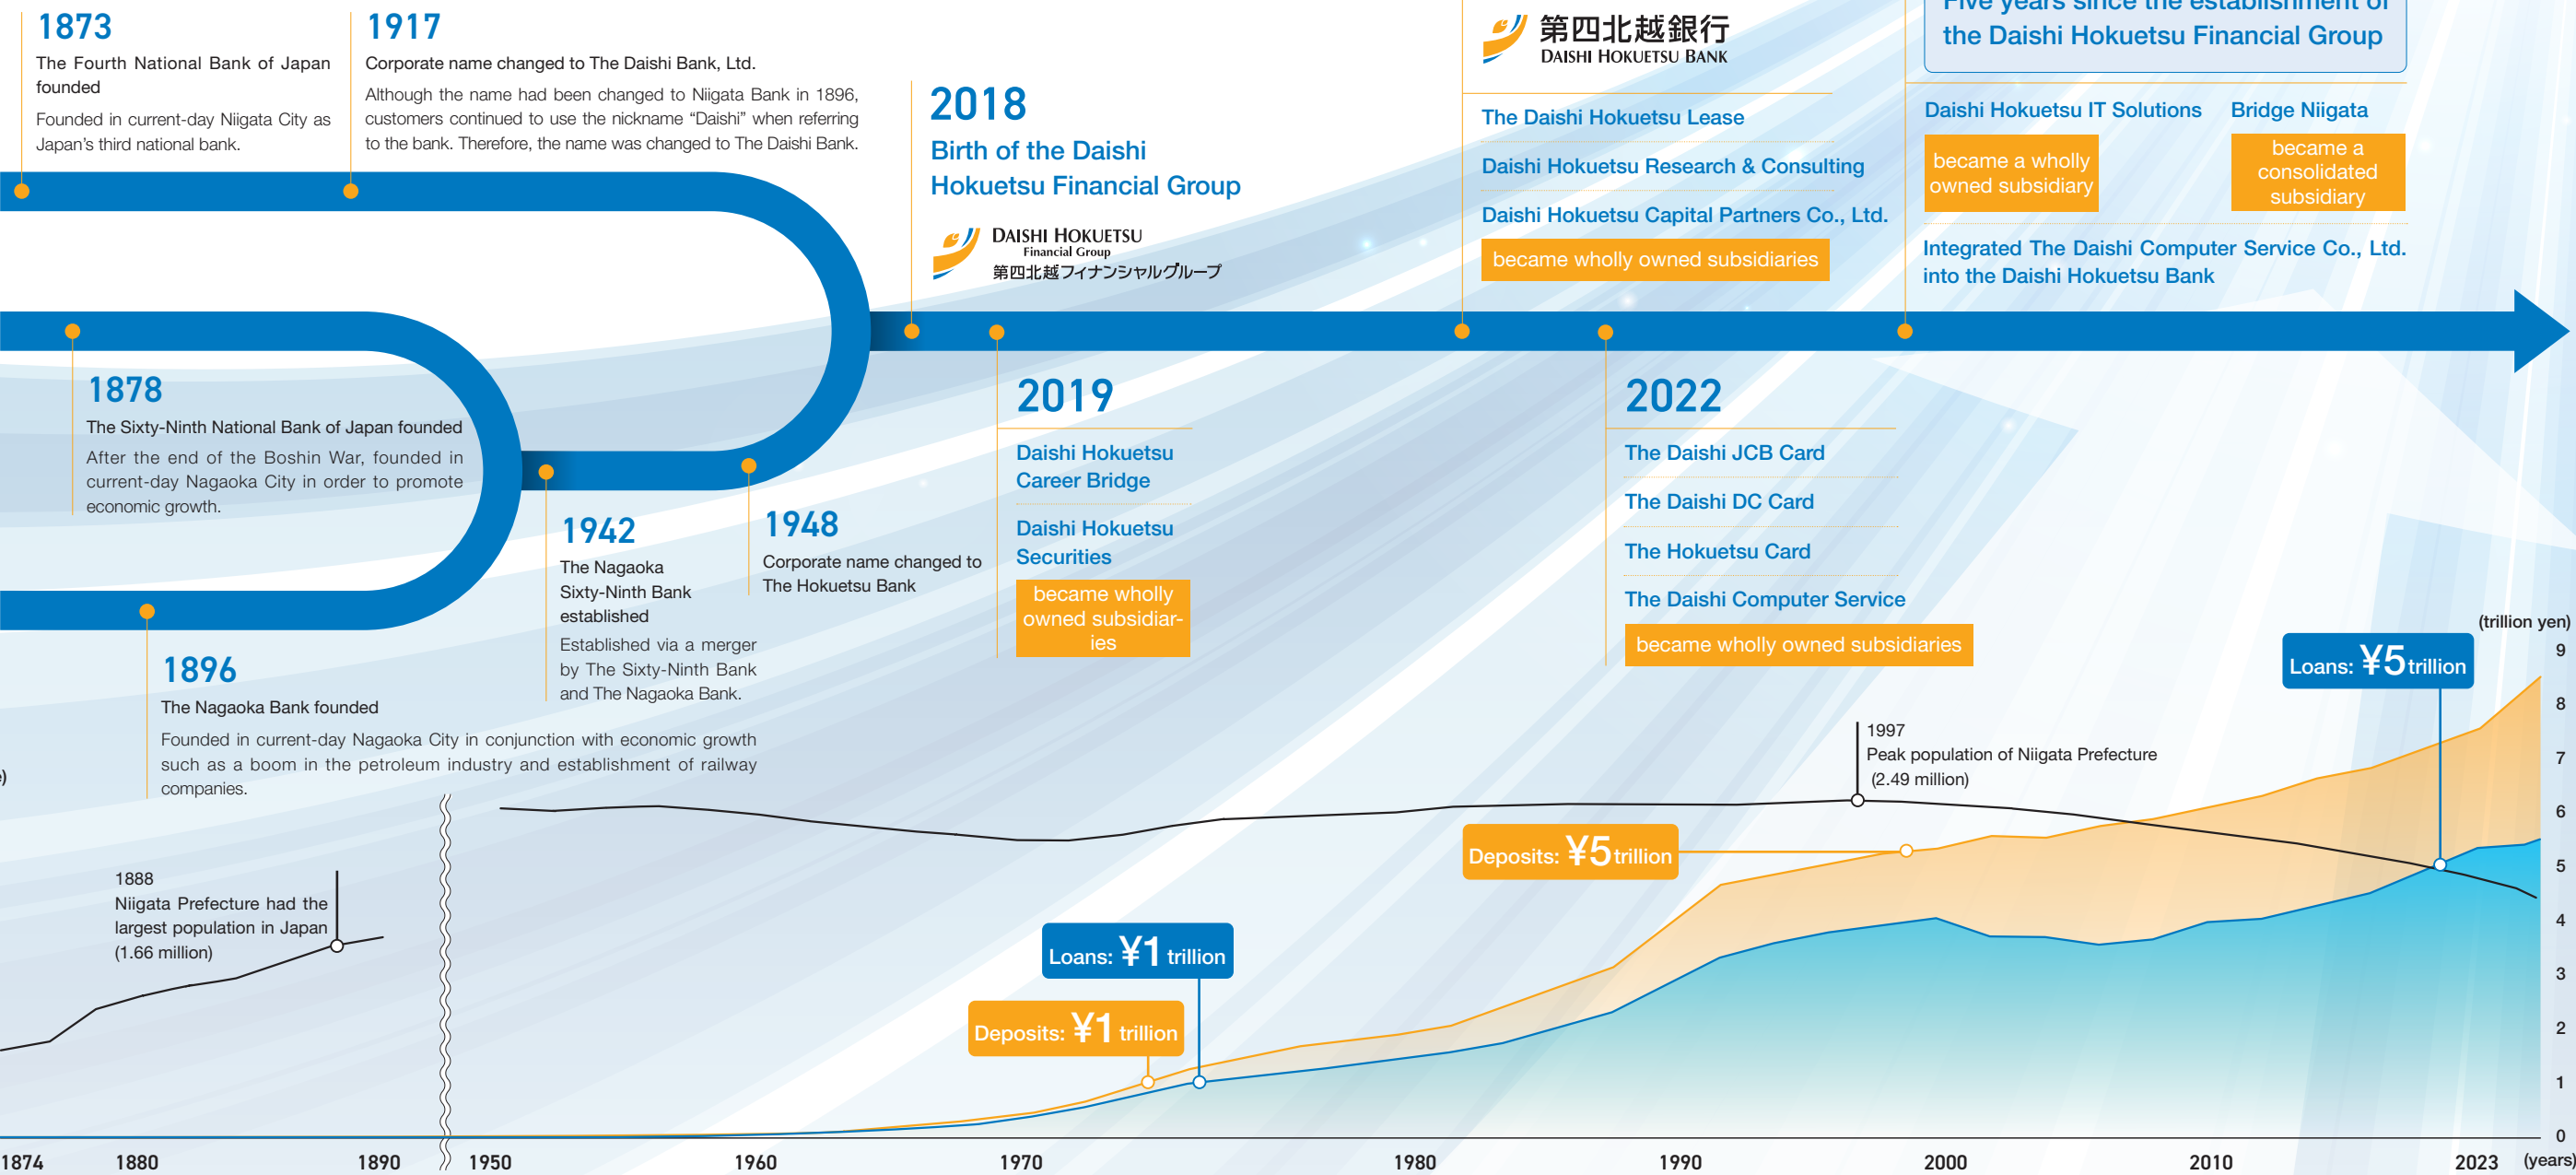 1873
The Fourth National Bank of Japan
founded
Founded in current-day Niigata City as
Japan's third national bank.
1917
Corporate name changed to The Daishi Bank, Ltd.
Although the name had been changed to Niigata Bank in 1896,
customers continued to use the nickname “Daishi” when referring
to the bank. Therefore, the name was changed to The Daishi Bank.
2018
Birth of the Daishi
Hokuetsu Financial Group
DAISHI HOKUETSU
Financial Group
第四北越フィナンシャルグループ
第四北越銀行
DAISHI HOKUETSU BANK
The Daishi Hokuetsu Lease
Daishi Hokuetsu Research & Consulting
Daishi Hokuetsu Capital Partners Co., Ltd.
became wholly owned subsidiaries
Five years since the establishment of
the Daishi Hokuetsu Financial Group
Daishi Hokuetsu IT Solutions
became a wholly
owned subsidiary
Bridge Niigata
became a
consolidated
subsidiary
Integrated The Daishi Computer Service Co., Ltd.
into the Daishi Hokuetsu Bank
1878
The Sixty-Ninth National Bank of Japan founded
After the end of the Boshin War, founded in
current-day Nagaoka City in order to promote
economic growth.
1942
The Nagaoka
Sixty-Ninth Bank
established
Established via a merger
by The Sixty-Ninth Bank
and The Nagaoka Bank.
1948
Corporate name changed to
The Hokuetsu Bank
2019
Daishi Hokuetsu
Career Bridge
Daishi Hokuetsu
Securities
became wholly
owned subsidiar-
ies
2022
The Daishi JCB Card
The Daishi DC Card
The Hokuetsu Card
The Daishi Computer Service
became wholly owned subsidiaries
1896
The Nagaoka Bank founded
Founded in current-day Nagaoka City in conjunction with economic growth
such as a boom in the petroleum industry and establishment of railway
companies.
1888
Niigata Prefecture had the
largest population in Japan
(1.66 million)
1997
Peak population of Niigata Prefecture
(2.49 million)
Loans: ¥5 trillion
Deposits: ¥5 trillion
Loans: ¥1 trillion
Deposits: ¥1 trillion
(trillion yen)
9
8
7
6
5
4
3
2
1
0
1874 1880 1890 1950 1960 1970 1980 1990 2000 2010 2023 (years)